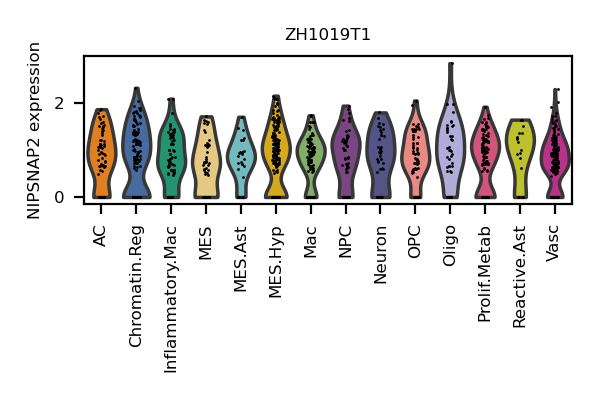 ZH1019T1
NIPSNAP2 expression
2
0
AC
Chromatin.Reg
Inflammatory.Mac
MES
MES.Ast
MES.Hyp
Mac
NPC
Neuron
OPC
Oligo
Prolif.Metab
Reactive.Ast
Vasc